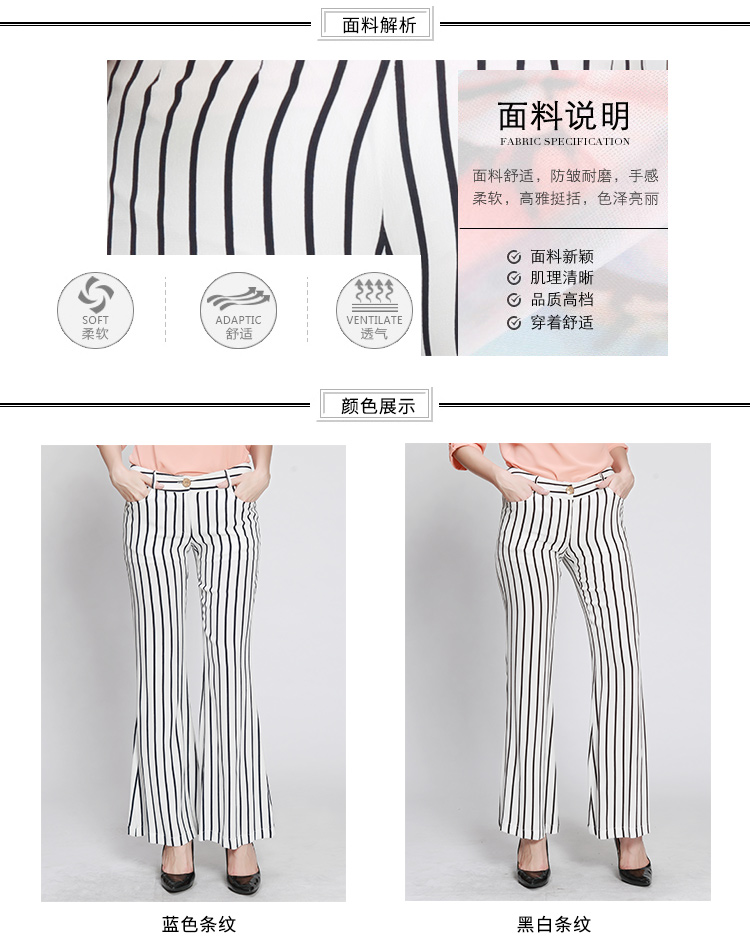 面料解析
面料说明
FABRIC SPECIFICATION
面料舒适，防皱耐磨，手感
柔软，高雅挺括，色泽亮丽
面料新颖
肌理清晰
品质高档
穿着舒适
SOFT
柔软
ADAPTIC
舒适
VENTILATE
透气
颜色展示
蓝色条纹
黑白条纹